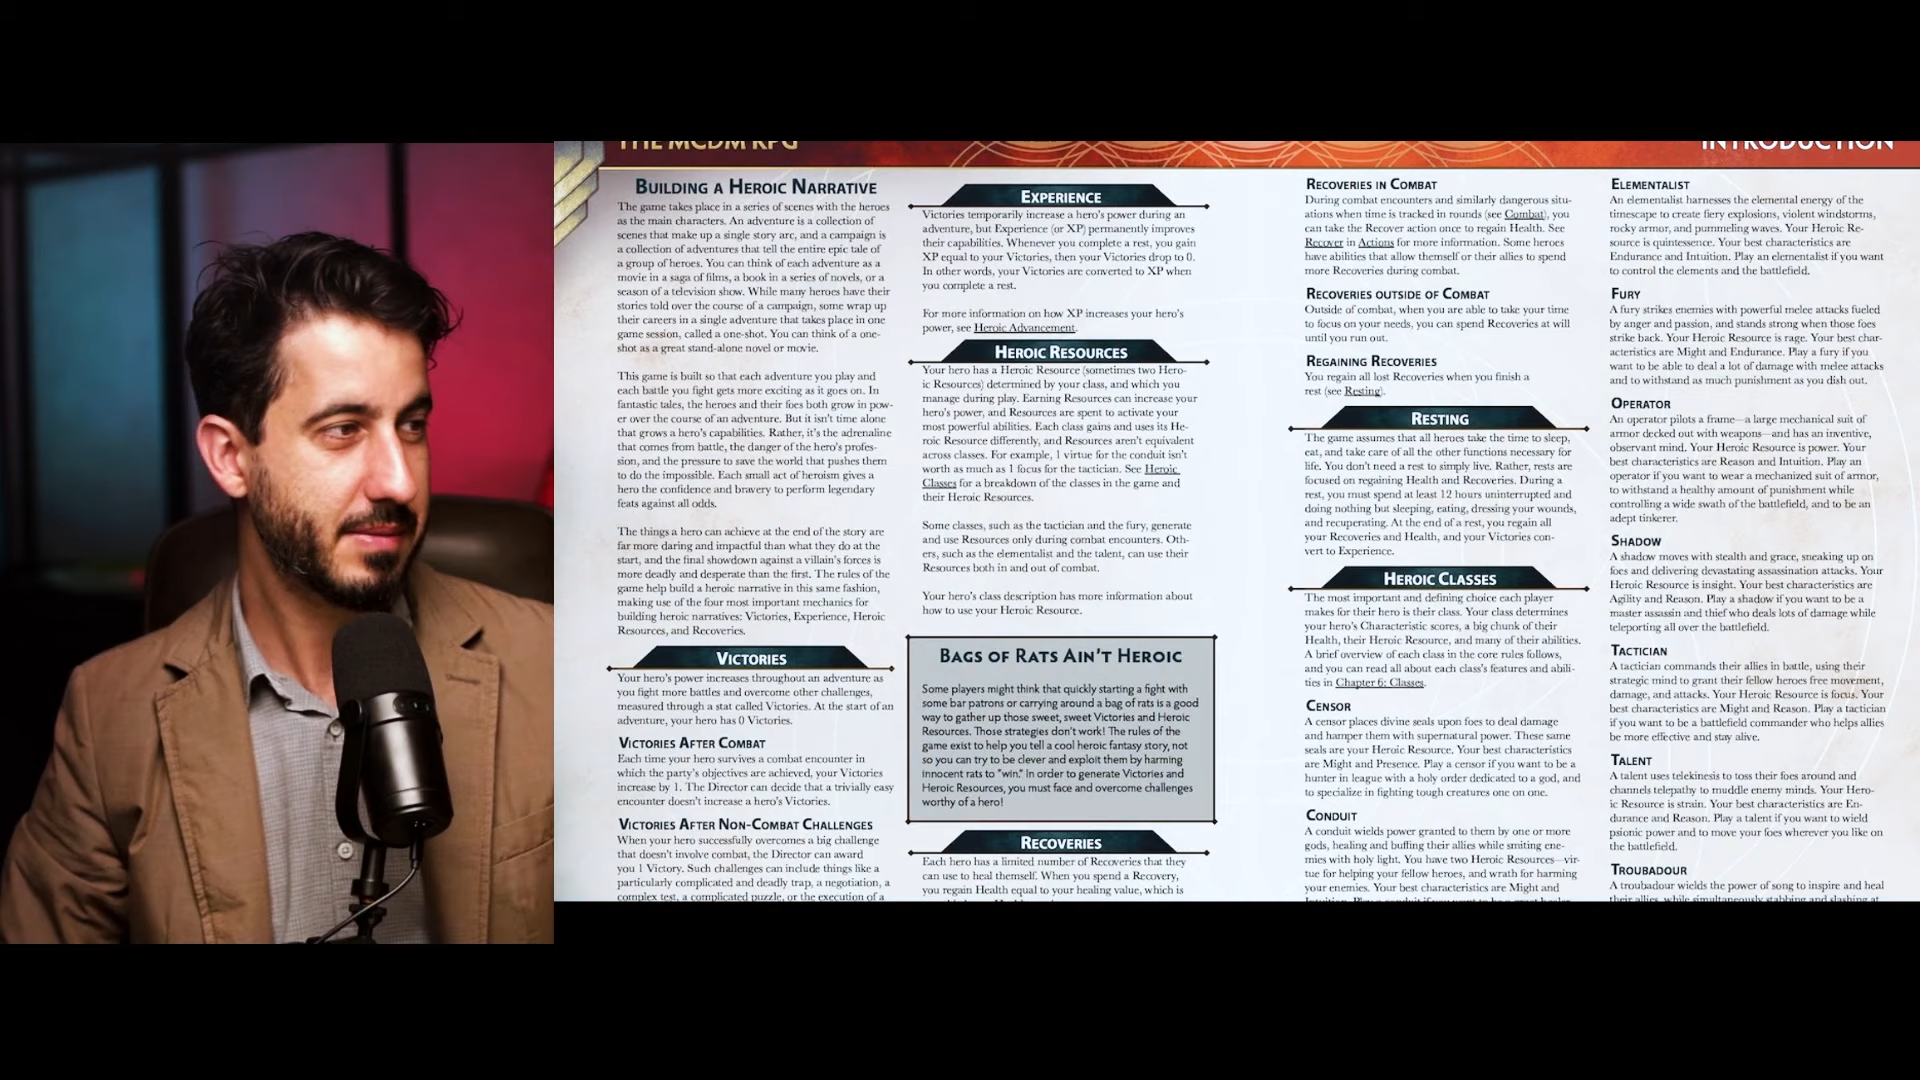 THE MCDM RPG
INTRODUCTION
BUILDING A HEROIC NARRATIVE
The game takes place in a series of scenes with the heroes
as the main characters. An adventure is a collection of
scenes that make up a single story arc, and a campaign is
a collection of adventures that tell the entire epic tale of
a group of heroes. You can think of each adventure as a
movie in a saga of films, a book in a series of novels, or a
season of a television show. While many heroes have their
stories told over the course of a campaign, some wrap up
their careers in a single adventure that takes place in one
game session, called a one-shot. You can think of a one-
shot as a great stand-alone novel or movie.
This game is built so that each adventure you play and
each battle you fight gets more exciting as it goes on. In
fantastic tales, the heroes and their foes both grow in pow-
er over the course of an adventure. But it isn't time alone
that grows a hero's capabilities. Rather, it's the adrenaline
that comes from battle, the danger of the hero's profes-
sion, and the pressure to save the world that pushes them
to do the impossible. Each small act of heroism gives a
hero the confidence and bravery to perform legendary
feats against all odds.
The things a hero can achieve at the end of the story are
far more daring and impactful than what they do at the
start, and the final showdown against a villain's forces is
more deadly and desperate than the first. The rules of the
game help build a heroic narrative in this same fashion,
making use of the four most important mechanics for
building heroic narratives: Victories, Experience, Heroic
Resources, and Recoveries.
VICTORIES
Your hero's power increases throughout an adventure as
you fight more battles and overcome other challenges,
measured through a stat called Victories. At the start of an
adventure, your hero has 0 Victories.
VICTORIES AFTER COMBAT
Each time your hero survives a combat encounter in
which the party's objectives are achieved, your Victories
increase by 1. The Director can decide that a trivially easy
encounter doesn't increase a hero's Victories.
VICTORIES AFTER NON-COMBAT CHALLENGES
When your hero successfully overcomes a big challenge
that doesn't involve combat, the Director can award
you 1 Victory. Such challenges can include things like a
particularly complicated and deadly trap, a negotiation, a
complex test, a complicated puzzle, or the execution of a
EXPERIENCE
Victories temporarily increase a hero's power during an
adventure, but Experience (or XP) permanently improves
their capabilities. Whenever you complete a rest, you gain
XP equal to your Victories, then your Victories drop to 0.
In other words, your Victories are converted to XP when
you complete a rest.
For more information on how XP increases your hero's
power, see Heroic Advancement.
HEROIC RESOURCES
Your hero has a Heroic Resource (sometimes two Hero-
ic Resources) determined by your class, and which you
manage during play. Earning Resources can increase your
hero's power, and Resources are spent to activate your
most powerful abilities. Each class gains and uses its He-
roic Resource differently, and Resources aren't equivalent
across classes. For example, 1 virtue for the conduit isn't
worth as much as 1 focus for the tactician. See Heroic
Classes for a breakdown of the classes in the game and
their Heroic Resources.
Some classes, such as the tactician and the fury, generate
and use Resources only during combat encounters. Oth-
ers, such as the elementalist and the talent, can use their
Resources both in and out of combat.
Your hero's class description has more information about
how to use your Heroic Resource.
BAGS OF RATS AIN'T HEROIC
Some players might think that quickly starting a fight with
some bar patrons or carrying around a bag of rats is a good
way to gather up those sweet, sweet Victories and Heroic
Resources. Those strategies don't work! The rules of the
game exist to help you tell a cool heroic fantasy story, not
so you can try to be clever and exploit them by harming
innocent rats to "win." In order to generate Victories and
Heroic Resources, you must face and overcome challenges
worthy of a hero!
RECOVERIES
Each hero has a limited number of Recoveries that they
can use to heal themself. When you spend a Recovery,
you regain Health equal to your healing value, which is
RECOVERIES IN COMBAT
During combat encounters and similarly dangerous situ-
ations when time is tracked in rounds (see Combat), you
can take the Recover action once to regain Health. See
Recover in Actions for more information. Some heroes
have abilities that allow themself or their allies to spend
more Recoveries during combat.
RECOVERIES OUTSIDE OF COMBAT
Outside of combat, when you are able to take your time
to focus on your needs, you can spend Recoveries at will
until you run out.
REGAINING RECOVERIES
You regain all lost Recoveries when you finish a
rest (see Resting).
RESTING
The game assumes that all heroes take the time to sleep,
eat, and take care of all the other functions necessary for
life. You don't need a rest to simply live. Rather, rests are
focused on regaining Health and Recoveries. During a
rest, you must spend at least 12 hours uninterrupted and
doing nothing but sleeping, eating, dressing your wounds,
and recuperating. At the end of a rest, you regain all
your Recoveries and Health, and your Victories con-
vert to Experience.
HEROIC CLASSES
The most important and defining choice each player
makes for their hero is their class. Your class determines
your hero's Characteristic scores, a big chunk of their
Health, their Heroic Resource, and many of their abilities.
A brief overview of each class in the core rules follows,
and you can read all about each class's features and abili-
ties in Chapter 6: Classes.
CENSOR
A censor places divine seals upon foes to deal damage
and hamper them with supernatural power. These same
seals are your Heroic Resource. Your best characteristics
are Might and Presence. Play a censor if you want to be a
hunter in league with a holy order dedicated to a god, and
to specialize in fighting tough creatures one on one.
CONDUIT
A conduit wields power granted to them by one or more
gods, healing and buffing their allies while smiting ene-
mies with holy light. You have two Heroic Resources—vir-
tue for helping your fellow heroes, and wrath for harming
your enemies. Your best characteristics are Might and
ELEMENTALIST
An elementalist harnesses the elemental energy of the
timescape to create fiery explosions, violent windstorms,
rocky armor, and pummeling waves. Your Heroic Re-
source is quintessence. Your best characteristics are
Endurance and Intuition. Play an elementalist if you want
to control the elements and the battlefield.
FURY
A fury strikes enemies with powerful melee attacks fueled
by anger and passion, and stands strong when those foes
strike back. Your Heroic Resource is rage. Your best char-
acteristics are Might and Endurance. Play a fury if you
want to be able to deal a lot of damage with melee attacks
and to withstand as much punishment as you dish out.
OPERATOR
An operator pilots a frame—a large mechanical suit of
armor decked out with weapons—and has an inventive,
observant mind. Your Heroic Resource is power. Your
best characteristics are Reason and Intuition. Play an
operator if you want to wear a mechanized suit of armor,
to withstand a healthy amount of punishment while
controlling a wide swath of the battlefield, and to be an
adept tinkerer.
SHADOW
A shadow moves with stealth and grace, sneaking up on
foes and delivering devastating assassination attacks. Your
Heroic Resource is insight. Your best characteristics are
Agility and Reason. Play a shadow if you want to be a
master assassin and thief who deals lots of damage while
teleporting all over the battlefield.
TACTICIAN
A tactician commands their allies in battle, using their
strategic mind to grant their fellow heroes free movement,
damage, and attacks. Your Heroic Resource is focus. Your
best characteristics are Might and Reason. Play a tactician
if you want to be a battlefield commander who helps allies
be more effective and stay alive.
TALENT
A talent uses telekinesis to toss their foes around and
channels telepathy to muddle enemy minds. Your Hero-
ic Resource is strain. Your best characteristics are En-
durance and Reason. Play a talent if you want to wield
psionic power and to move your foes wherever you like on
the battlefield.
TROUBADOUR
A troubadour wields the power of song to inspire and heal
their allies, while simultaneously stabbing and slashing at